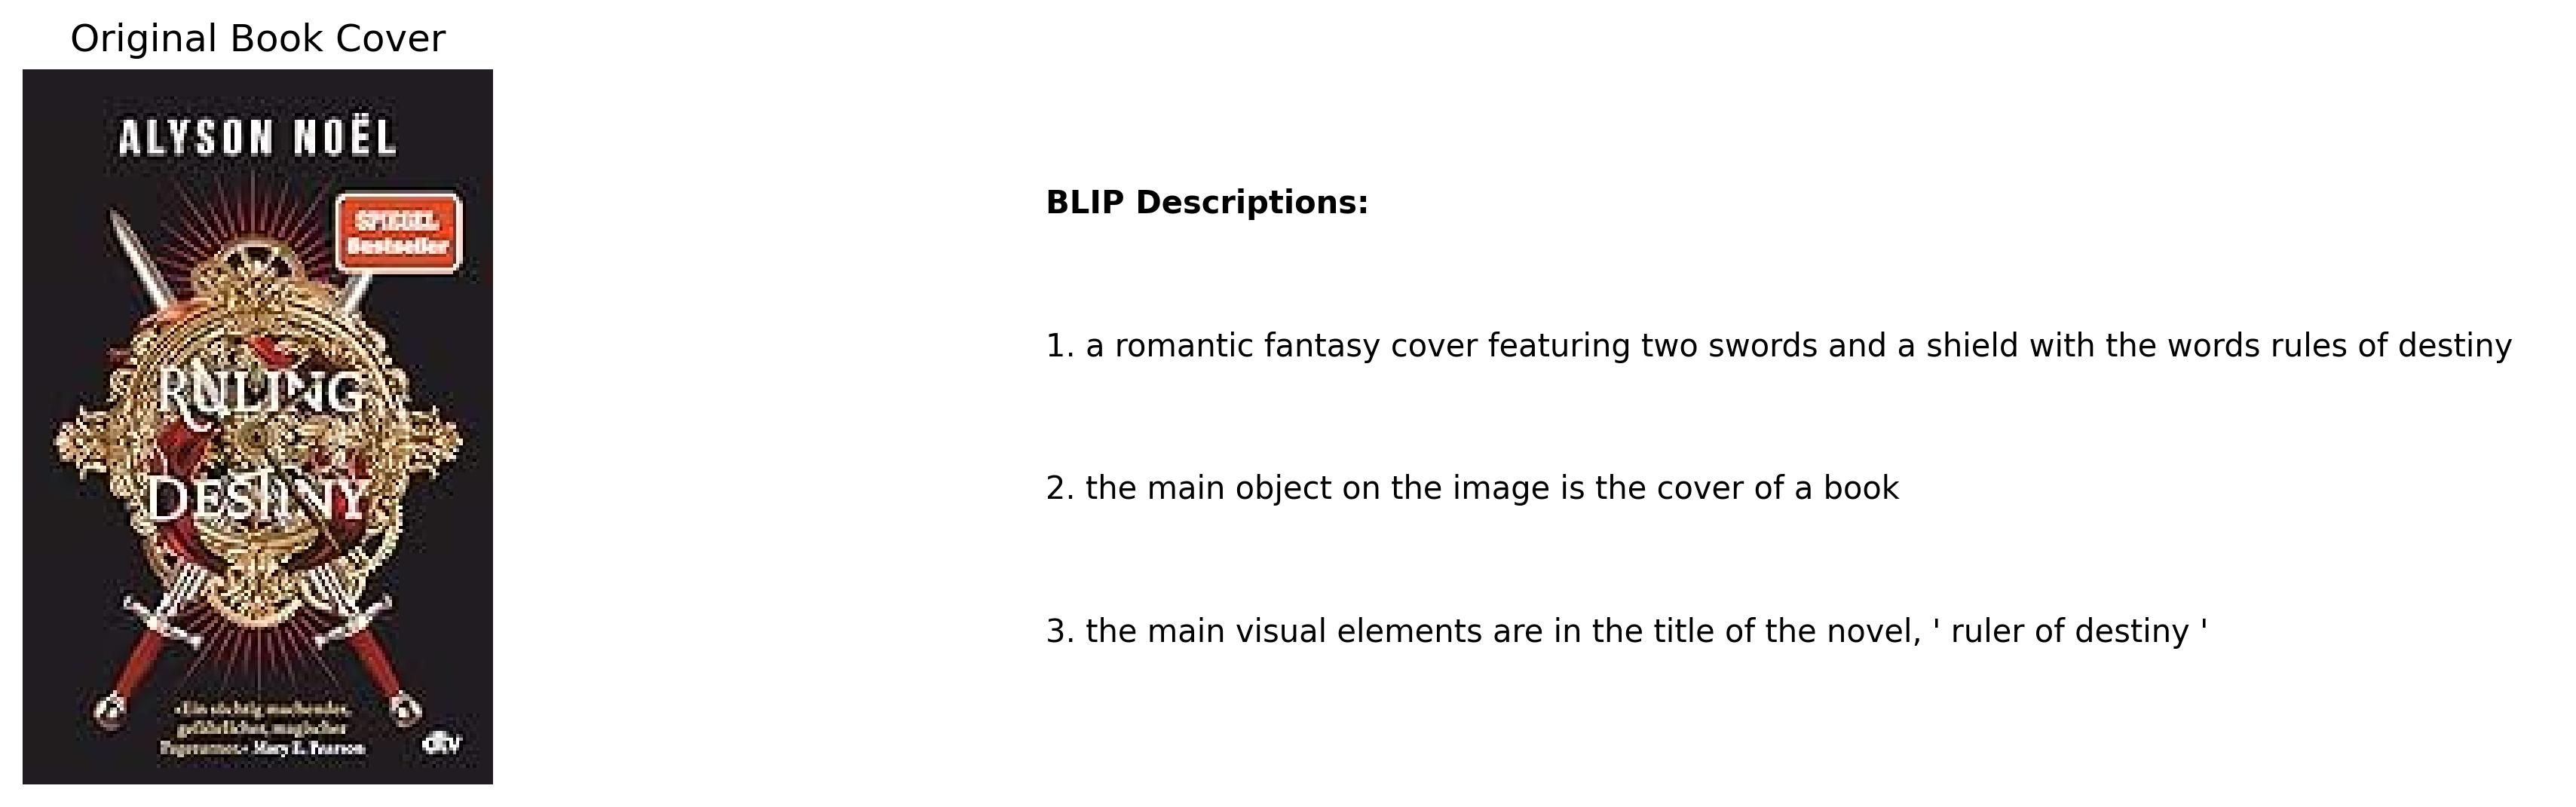 Original Book Cover
ALYSON NOËL
SPIEGEL
Bestseller
RULING
DESTINY
»Ein süchtig machender,
gefährlicher, magischer
Pageturner.« Mary E. Pearson
dtv
BLIP Descriptions:
1. a romantic fantasy cover featuring two swords and a shield with the words rules of destiny
2. the main object on the image is the cover of a book
3. the main visual elements are in the title of the novel, ' ruler of destiny '